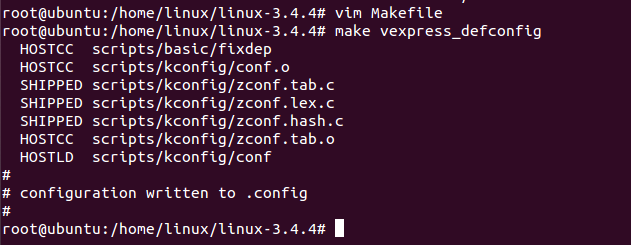 root@ubuntu:/home/linux/linux-3.4.4# vim Makefile
root@ubuntu:/home/linux/linux-3.4.4# make vexpress_defconfig
  HOSTCC  scripts/basic/fixdep
  HOSTCC  scripts/kconfig/conf.o
  SHIPPED scripts/kconfig/zconf.tab.c
  SHIPPED scripts/kconfig/zconf.lex.c
  SHIPPED scripts/kconfig/zconf.hash.c
  HOSTCC  scripts/kconfig/zconf.tab.o
  HOSTLD  scripts/kconfig/conf
#
# configuration written to .config
#
root@ubuntu:/home/linux/linux-3.4.4#